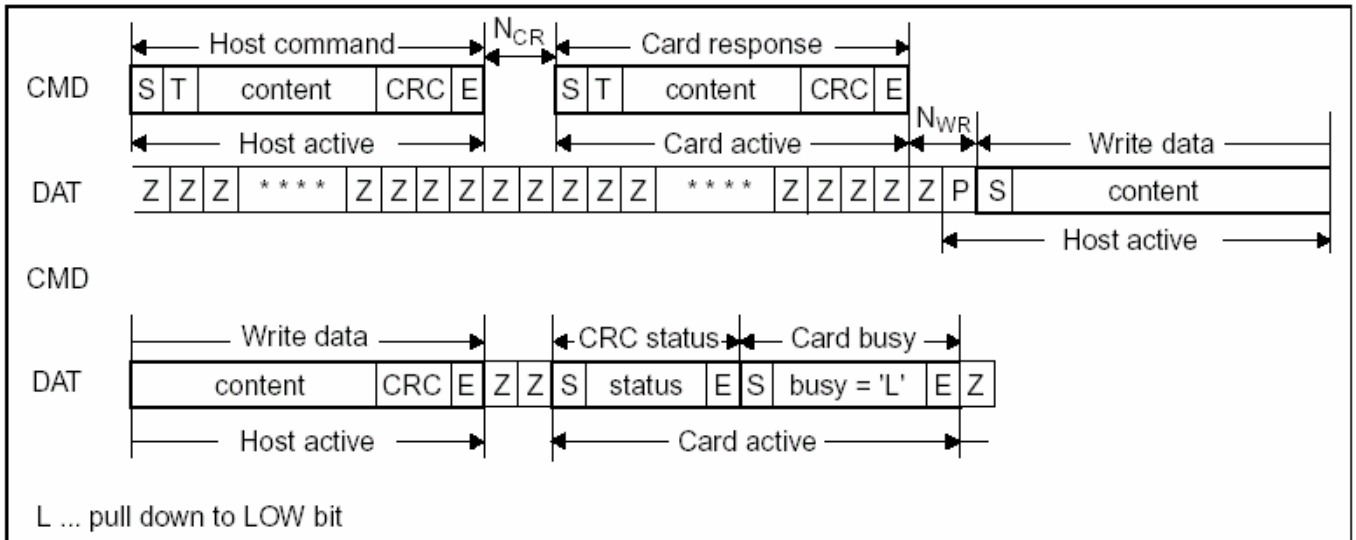 Host command N_CR Card response
CMD S T content CRC E S T content CRC E
Host active Card active N_WR Write data
DAT Z Z Z * * * * Z Z Z Z Z Z Z Z Z Z * * * * Z Z Z Z Z P S content
Host active
CMD
Write data CRC status Card busy
DAT content CRC E Z Z S status E S busy = 'L' E Z
Host active Card active
L ... pull down to LOW bit